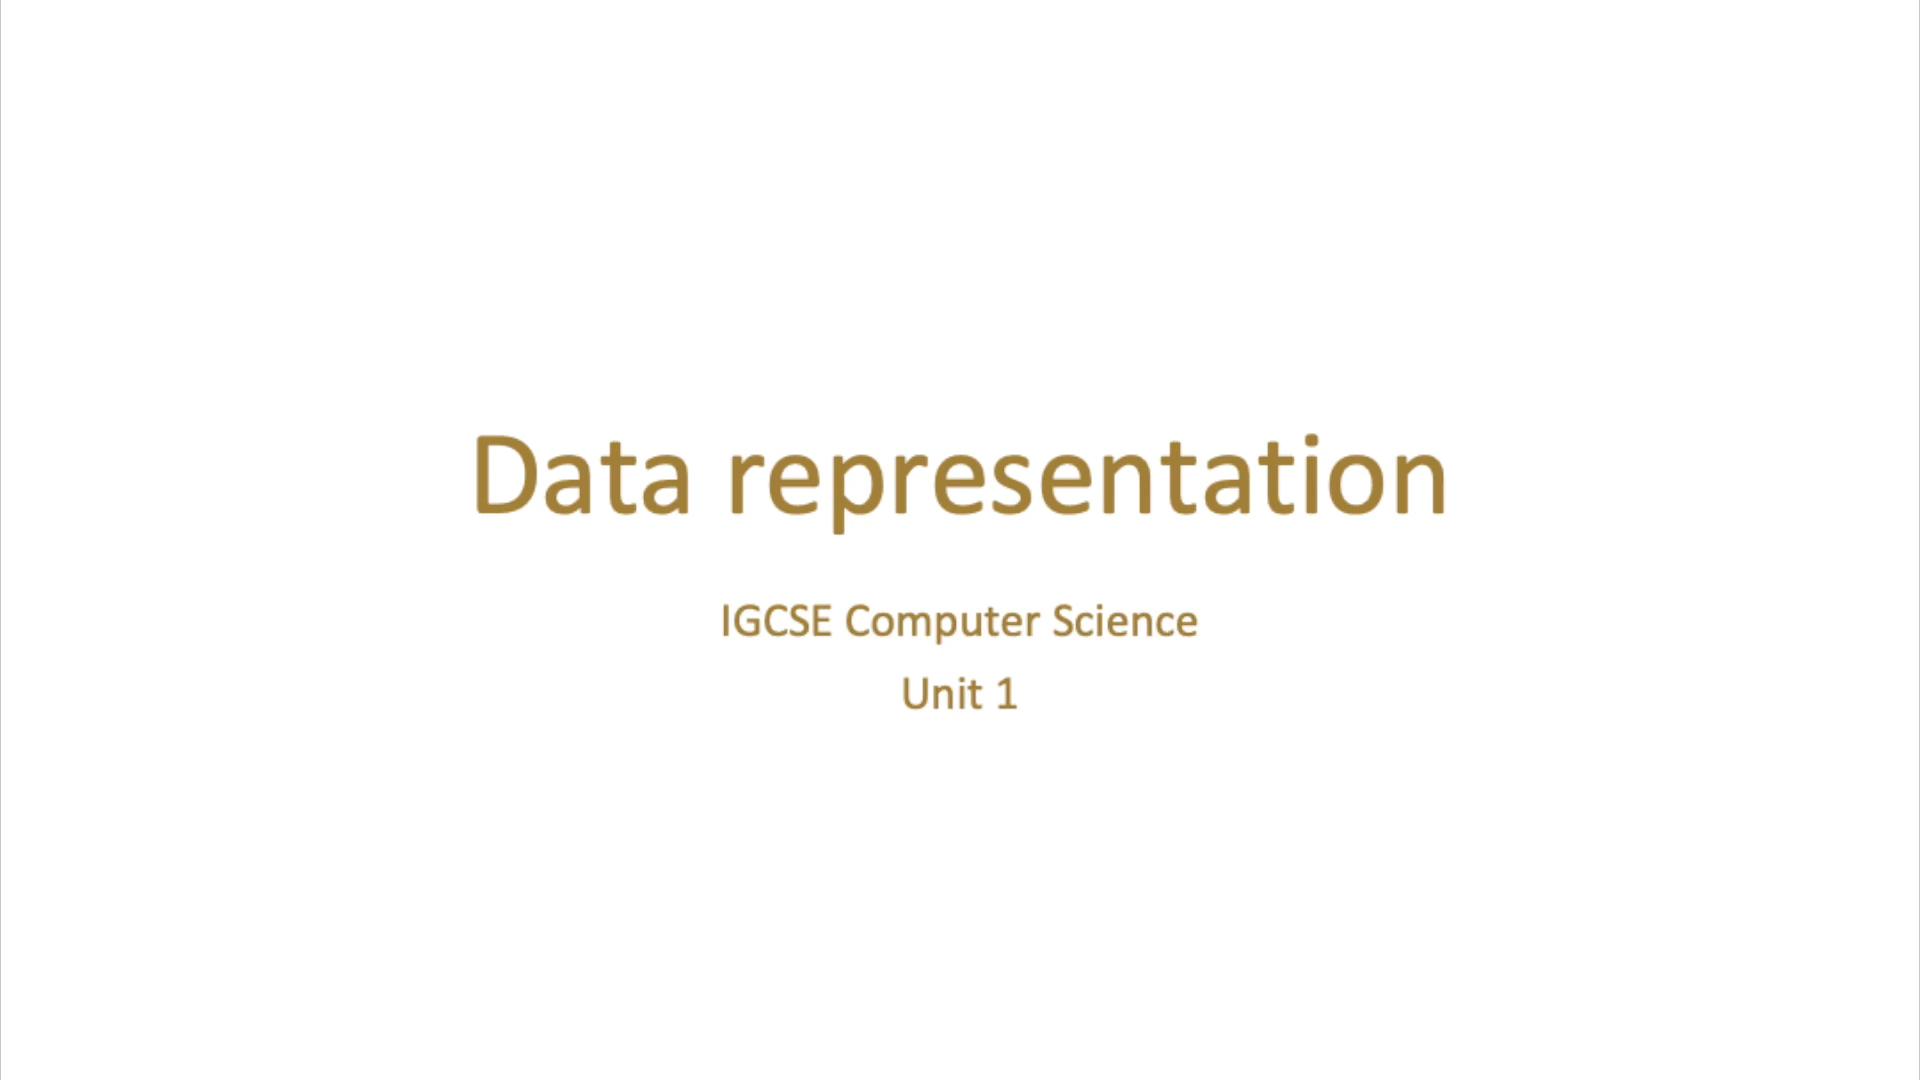 Data representation
IGCSE Computer Science
Unit 1